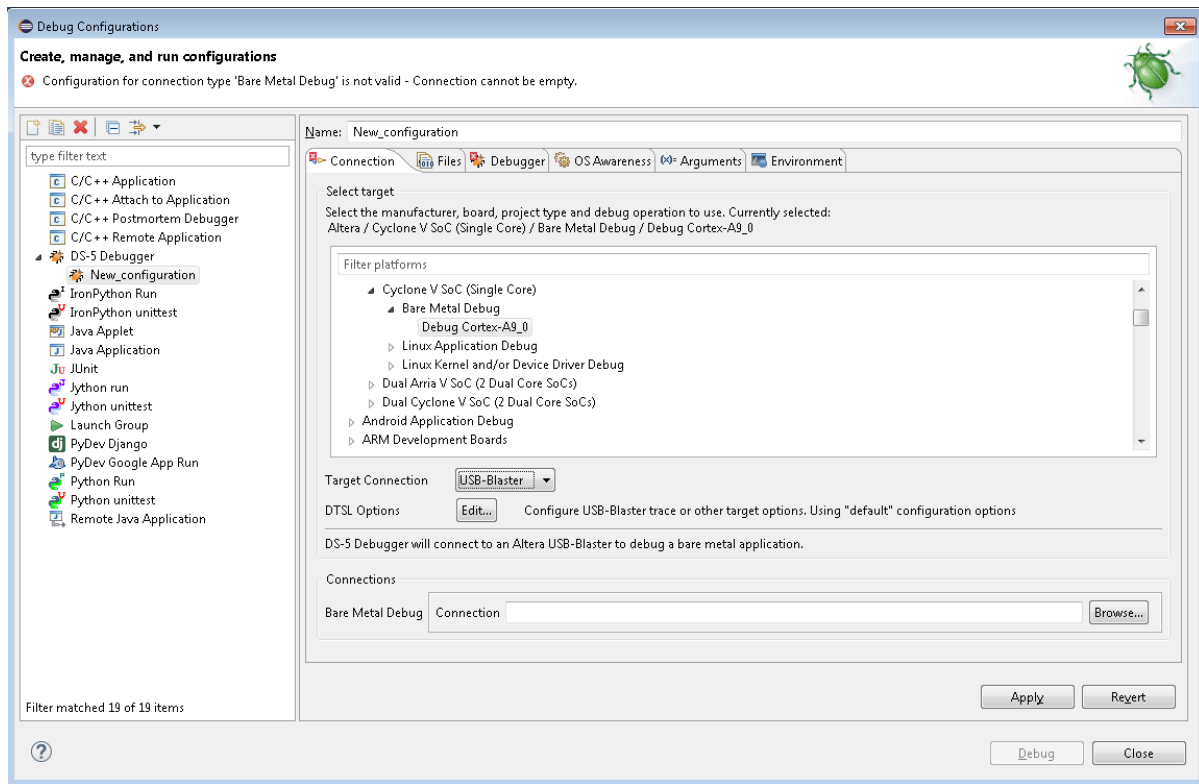 Debug Configurations
Create, manage, and run configurations
Configuration for connection type 'Bare Metal Debug' is not valid - Connection cannot be empty.
type filter text
C/C++ Application
C/C++ Attach to Application
C/C++ Postmortem Debugger
C/C++ Remote Application
DS-5 Debugger
New_configuration
IronPython Run
IronPython unittest
Java Applet
Java Application
JUnit
Jython run
Jython unittest
Launch Group
PyDev Django
PyDev Google App Run
Python Run
Python unittest
Remote Java Application
Filter matched 19 of 19 items
Name: New_configuration
Connection Files Debugger OS Awareness Arguments Environment
Select target
Select the manufacturer, board, project type and debug operation to use. Currently selected:
Altera / Cyclone V SoC (Single Core) / Bare Metal Debug / Debug Cortex-A9_0
Filter platforms
Cyclone V SoC (Single Core)
Bare Metal Debug
Debug Cortex-A9_0
Linux Application Debug
Linux Kernel and/or Device Driver Debug
Dual Arria V SoC (2 Dual Core SoCs)
Dual Cyclone V SoC (2 Dual Core SoCs)
Android Application Debug
ARM Development Boards
Target Connection USB-Blaster
DTSL Options Edit... Configure USB-Blaster trace or other target options. Using "default" configuration options
DS-5 Debugger will connect to an Altera USB-Blaster to debug a bare metal application.
Connections
Bare Metal Debug Connection Browse...
Apply Revert
Debug Close